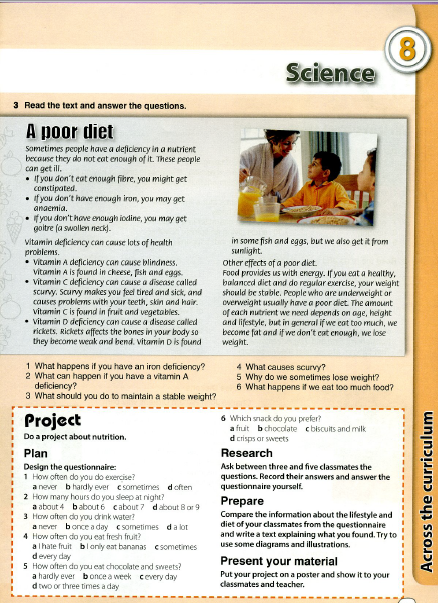 8
Science
3 Read the text and answer the questions.
A poor diet
Sometimes people have a deficiency in a nutrient
because they do not eat enough of it. These people
can get ill.
• If you don't eat enough fibre, you might get
constipated.
• If you don't have enough iron, you may get
anaemia.
• If you don't have enough iodine, you may get
goitre (a swollen neck).
Vitamin deficiency can cause lots of health
problems.
• Vitamin A deficiency can cause blindness.
Vitamin A is found in cheese, fish and eggs.
• Vitamin C deficiency can cause a disease called
scurvy. Scurvy makes you feel tired and sick, and
causes problems with your teeth, skin and hair.
Vitamin C is found in fruit and vegetables.
• Vitamin D deficiency can cause a disease called
rickets. Rickets affects the bones in your body so
they become weak and bend. Vitamin D is found
in some fish and eggs, but we also get it from
sunlight.
Other effects of a poor diet.
Food provides us with energy. If you eat a healthy,
balanced diet and do regular exercise, your weight
should be stable. People who are underweight or
overweight usually have a poor diet. The amount
of each nutrient we need depends on age, height
and lifestyle, but in general if we eat too much, we
become fat and if we don't eat enough, we lose
weight.
1 What happens if you have an iron deficiency?
2 What can happen if you have a vitamin A
deficiency?
3 What should you do to maintain a stable weight?
4 What causes scurvy?
5 Why do we sometimes lose weight?
6 What happens if we eat too much food?
Project
Do a project about nutrition.
Plan
Design the questionnaire:
1 How often do you do exercise?
a never b hardly ever c sometimes d often
2 How many hours do you sleep at night?
a about 4 b about 6 c about 7 d about 8 or 9
3 How often do you drink water?
a never b once a day c sometimes d a lot
4 How often do you eat fresh fruit?
a I hate fruit b I only eat bananas c sometimes
d every day
5 How often do you eat chocolate and sweets?
a hardly ever b once a week c every day
d two or three times a day
6 Which snack do you prefer?
a fruit b chocolate c biscuits and milk
d crisps or sweets
Research
Ask between three and five classmates the
questions. Record their answers and answer the
questionnaire yourself.
Prepare
Compare the information about the lifestyle and
diet of your classmates from the questionnaire
and write a text explaining what you found. Try to
use some diagrams and illustrations.
Present your material
Put your project on a poster and show it to your
classmates and teacher.
Across the curriculum